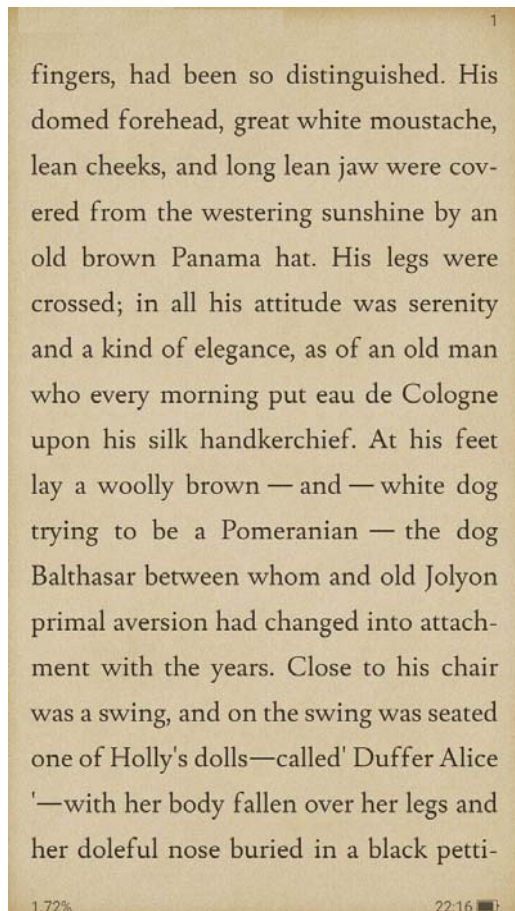 1
fingers, had been so distinguished. His
domed forehead, great white moustache,
lean cheeks, and long lean jaw were cov-
ered from the westering sunshine by an
old brown Panama hat. His legs were
crossed; in all his attitude was serenity
and a kind of elegance, as of an old man
who every morning put eau de Cologne
upon his silk handkerchief. At his feet
lay a woolly brown — and — white dog
trying to be a Pomeranian — the dog
Balthasar between whom and old Jolyon
primal aversion had changed into attach-
ment with the years. Close to his chair
was a swing, and on the swing was seated
one of Holly's dolls—called' Duffer Alice
'—with her body fallen over her legs and
her doleful nose buried in a black petti-
1.72% 22:16